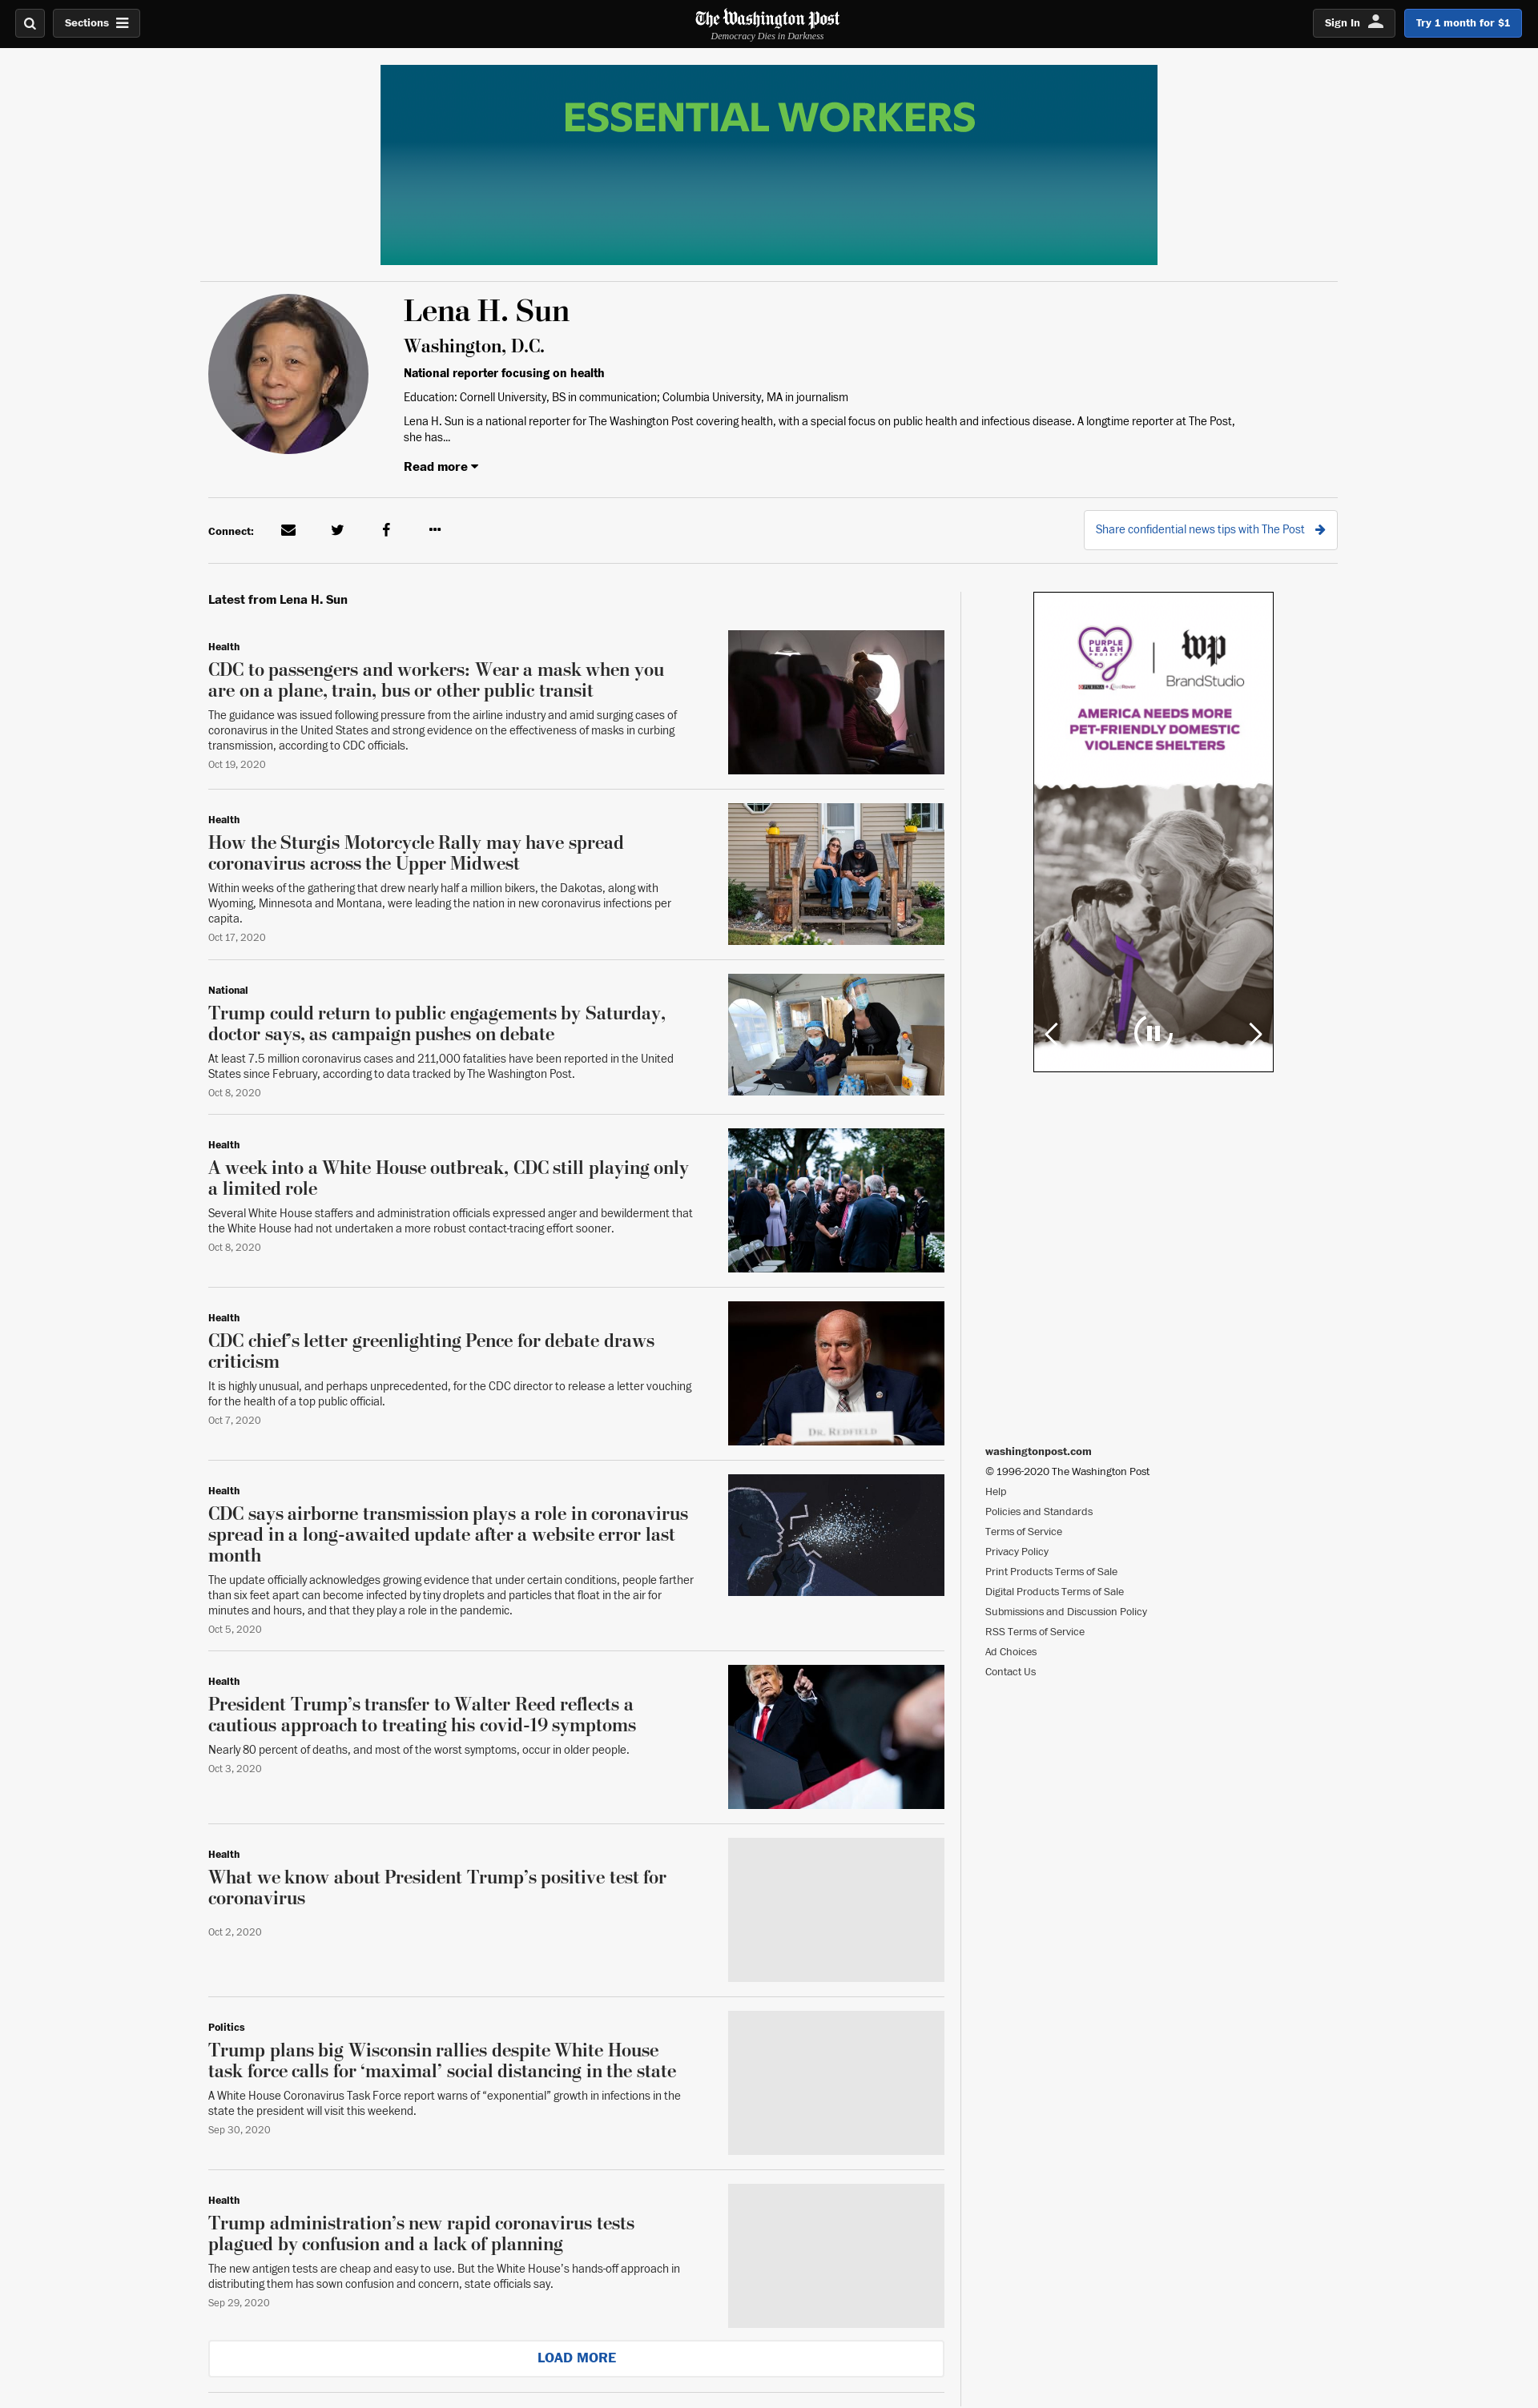 Sections
The Washington Post
Democracy Dies in Darkness
Sign In
Try 1 month for $1
ESSENTIAL WORKERS
Lena H. Sun
Washington, D.C.
National reporter focusing on health
Education: Cornell University, BS in communication; Columbia University, MA in journalism
Lena H. Sun is a national reporter for The Washington Post covering health, with a special focus on public health and infectious disease. A longtime reporter at The Post,
she has...
Read more
Connect:
Share confidential news tips with The Post
Latest from Lena H. Sun
Health
CDC to passengers and workers: Wear a mask when you
are on a plane, train, bus or other public transit
The guidance was issued following pressure from the airline industry and amid surging cases of
coronavirus in the United States and strong evidence on the effectiveness of masks in curbing
transmission, according to CDC officials.
Oct 19, 2020
Health
How the Sturgis Motorcycle Rally may have spread
coronavirus across the Upper Midwest
Within weeks of the gathering that drew nearly half a million bikers, the Dakotas, along with
Wyoming, Minnesota and Montana, were leading the nation in new coronavirus infections per
capita.
Oct 17, 2020
National
Trump could return to public engagements by Saturday,
doctor says, as campaign pushes on debate
At least 7.5 million coronavirus cases and 211,000 fatalities have been reported in the United
States since February, according to data tracked by The Washington Post.
Oct 8, 2020
Health
A week into a White House outbreak, CDC still playing only
a limited role
Several White House staffers and administration officials expressed anger and bewilderment that
the White House had not undertaken a more robust contact-tracing effort sooner.
Oct 8, 2020
Health
CDC chief’s letter greenlighting Pence for debate draws
criticism
It is highly unusual, and perhaps unprecedented, for the CDC director to release a letter vouching
for the health of a top public official.
Oct 7, 2020
DR. REDFIELD
Health
CDC says airborne transmission plays a role in coronavirus
spread in a long-awaited update after a website error last
month
The update officially acknowledges growing evidence that under certain conditions, people farther
than six feet apart can become infected by tiny droplets and particles that float in the air for
minutes and hours, and that they play a role in the pandemic.
Oct 5, 2020
Health
President Trump’s transfer to Walter Reed reflects a
cautious approach to treating his covid-19 symptoms
Nearly 80 percent of deaths, and most of the worst symptoms, occur in older people.
Oct 3, 2020
Health
What we know about President Trump’s positive test for
coronavirus
Oct 2, 2020
Politics
Trump plans big Wisconsin rallies despite White House
task force calls for ‘maximal’ social distancing in the state
A White House Coronavirus Task Force report warns of “exponential” growth in infections in the
state the president will visit this weekend.
Sep 30, 2020
Health
Trump administration’s new rapid coronavirus tests
plagued by confusion and a lack of planning
The new antigen tests are cheap and easy to use. But the White House’s hands-off approach in
distributing them has sown confusion and concern, state officials say.
Sep 29, 2020
LOAD MORE
PURPLE
LEASH
PROJECT
PURINA
wp
BrandStudio
AMERICA NEEDS MORE
PET-FRIENDLY DOMESTIC
VIOLENCE SHELTERS
washingtonpost.com
© 1996-2020 The Washington Post
Help
Policies and Standards
Terms of Service
Privacy Policy
Print Products Terms of Sale
Digital Products Terms of Sale
Submissions and Discussion Policy
RSS Terms of Service
Ad Choices
Contact Us